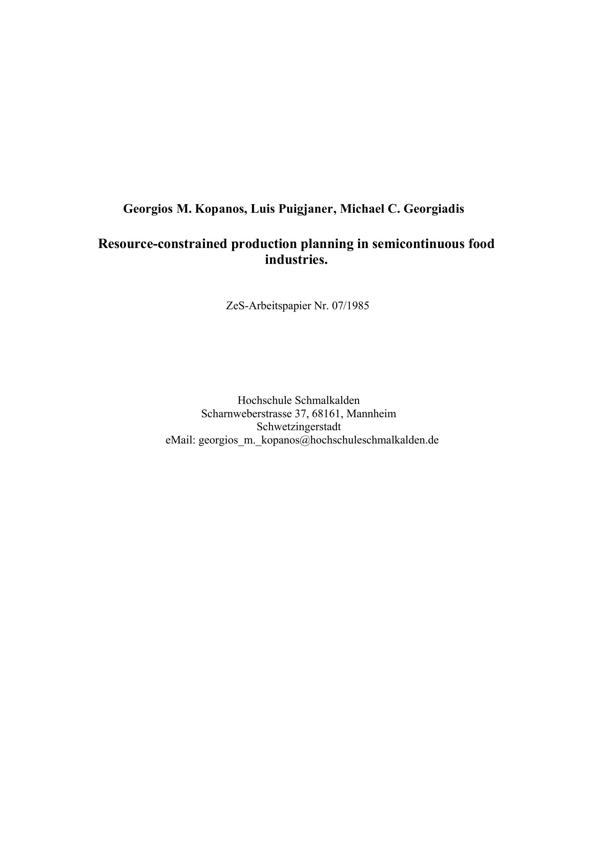 Georgios M. Kopanos, Luis Puigjaner, Michael C. Georgiadis
Resource-constrained production planning in semicontinuous food
industries.
ZeS-Arbeitspapier Nr. 07/1985
Hochschule Schmalkalden
Scharnweberstrasse 37, 68161, Mannheim
Schwetzingerstadt
eMail: georgios_m._kopanos@hochschuleschmalkalden.de